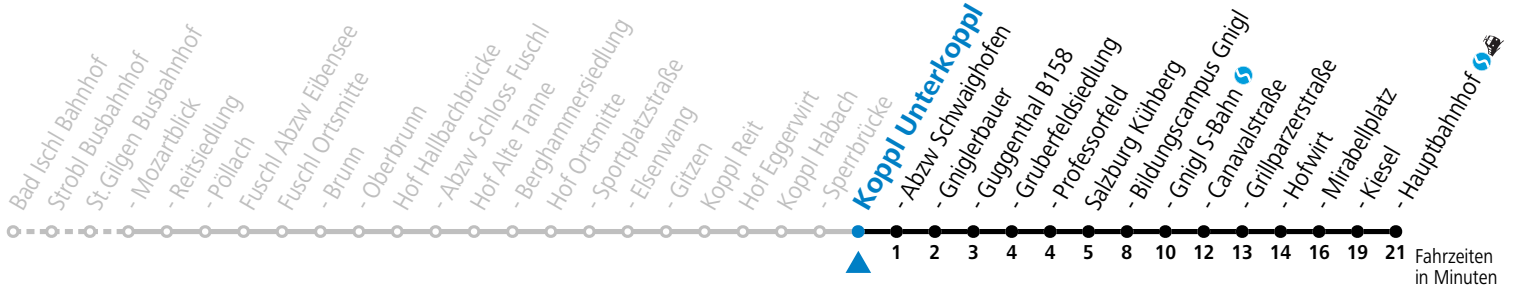 Bad Ischl Bahnhof
Strobl Busbahnhof
St.Gilgen Busbahnhof
- Mozartblick
- Reitsiedlung
- Pöllach
Fuschl Abzw Eibensee
Fuschl Ortsmitte
- Brunn
- Oberbrunn
Hof Hallbachbrücke
- Abzw Schloss Fuschl
Hof Alte Tanne
- Berghammersiedlung
Hof Ortsmitte
- Sportplatzstraße
- Elsenwang
- Gitzen
Koppl Reit
Hof Eggerwirt
Koppl Habach
- Sperrbrücke
Koppl Unterkoppl
- Abzw Schwaighofen
- Gniglerbauer
- Guggenthal B158
- Gruberfeldsiedlung
- Professorfeld
Salzburg Kühberg
- Bildungscampus Gnigl
- Gnigl S-Bahn
- Canavalstraße
- Grillparzerstraße
- Hofwirt
- Mirabellplatz
- Kiesel
- Hauptbahnhof
1 2 3 4 4 5 8 10 12 13 14 16 19 21 Fahrzeiten
in Minuten